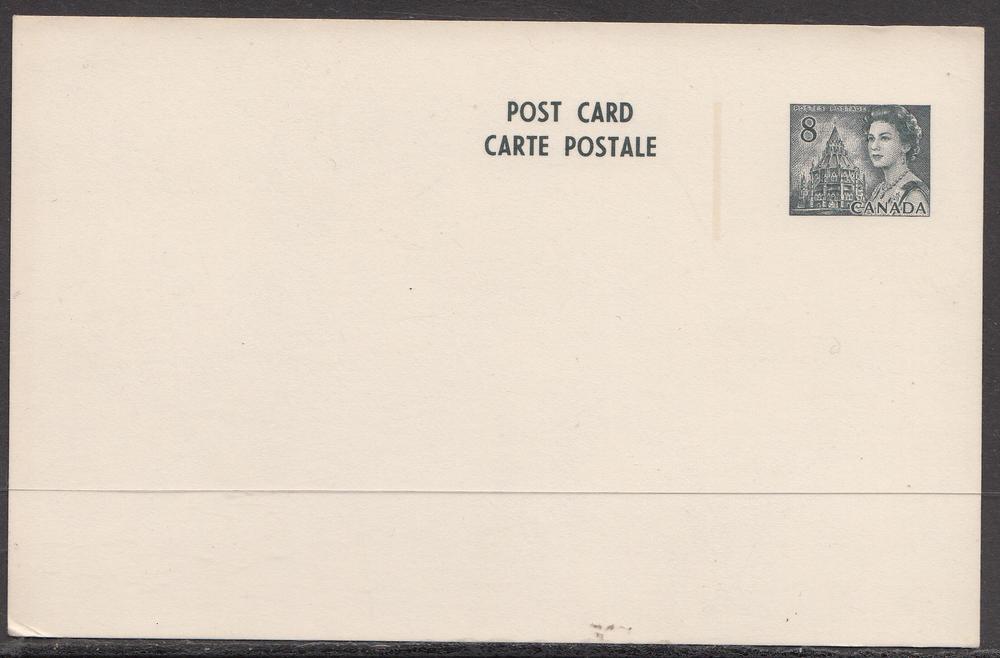 POST CARD
CARTE POSTALE
POSTES POSTAGE
8
CANADA